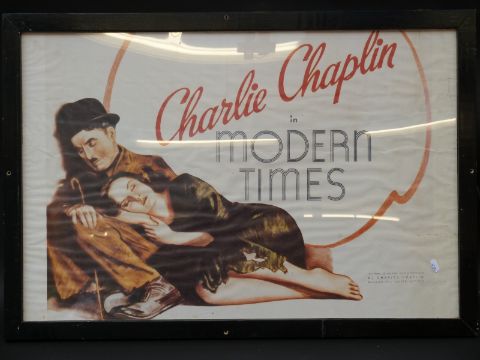 Charlie Chaplin
in
MODERN
TIMES